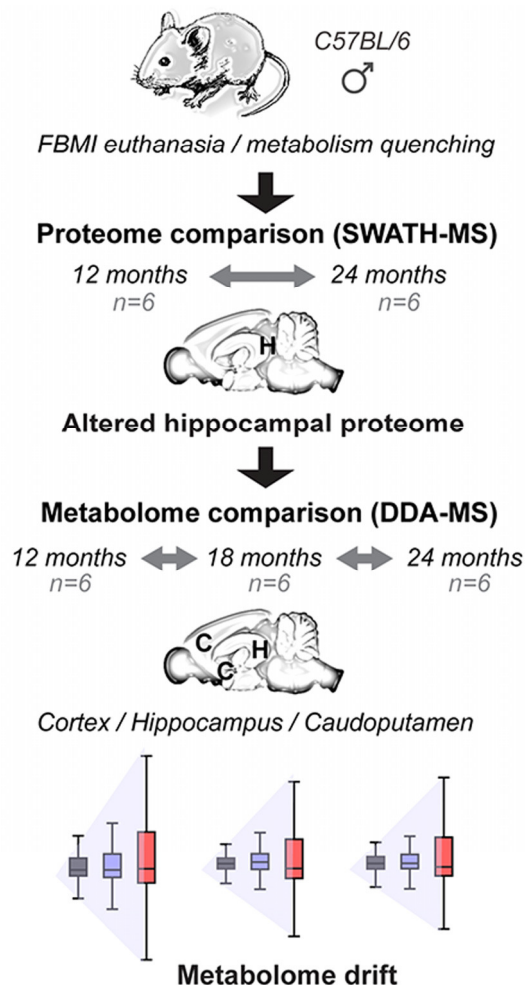 C57BL/6
♂
FBMI euthanasia / metabolism quenching
Proteome comparison (SWATH-MS)
12 months 24 months
n=6 n=6
H
Altered hippocampal proteome
Metabolome comparison (DDA-MS)
12 months 18 months 24 months
n=6 n=6 n=6
C H
C
Cortex / Hippocampus / Caudoputamen
Metabolome drift